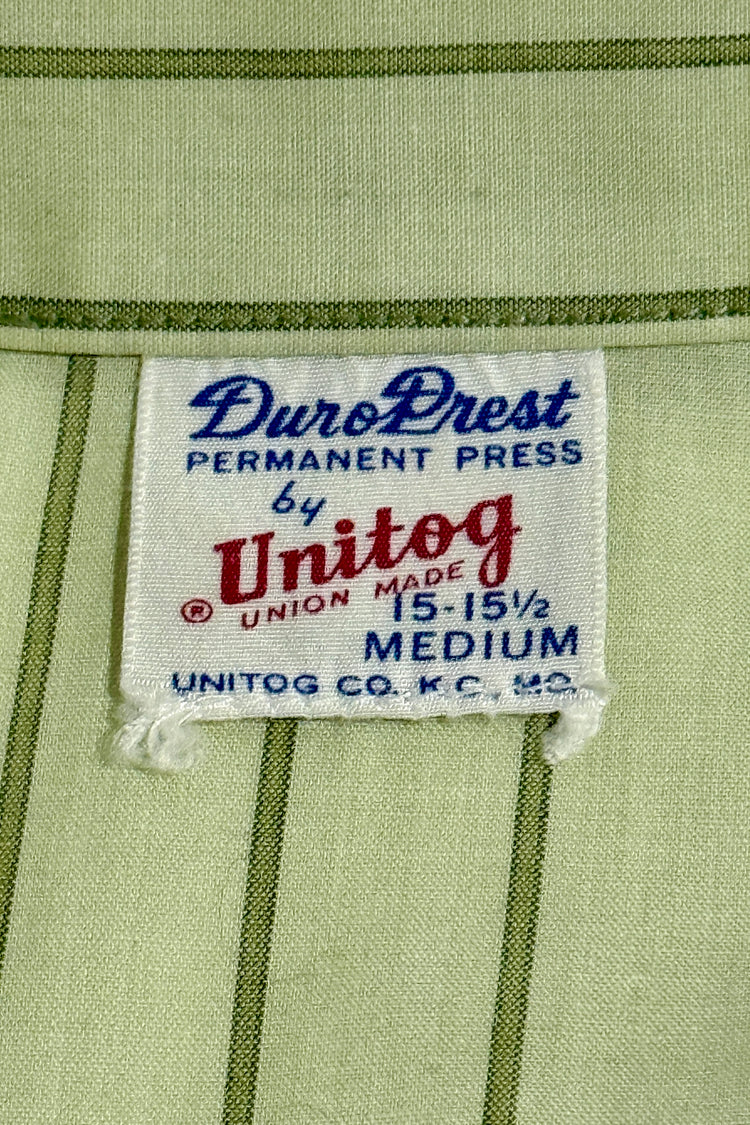 DuroPrest
PERMANENT PRESS
by
Unitog
® UNION MADE
15-15½
MEDIUM
UNITOG CO. K.C., MO.